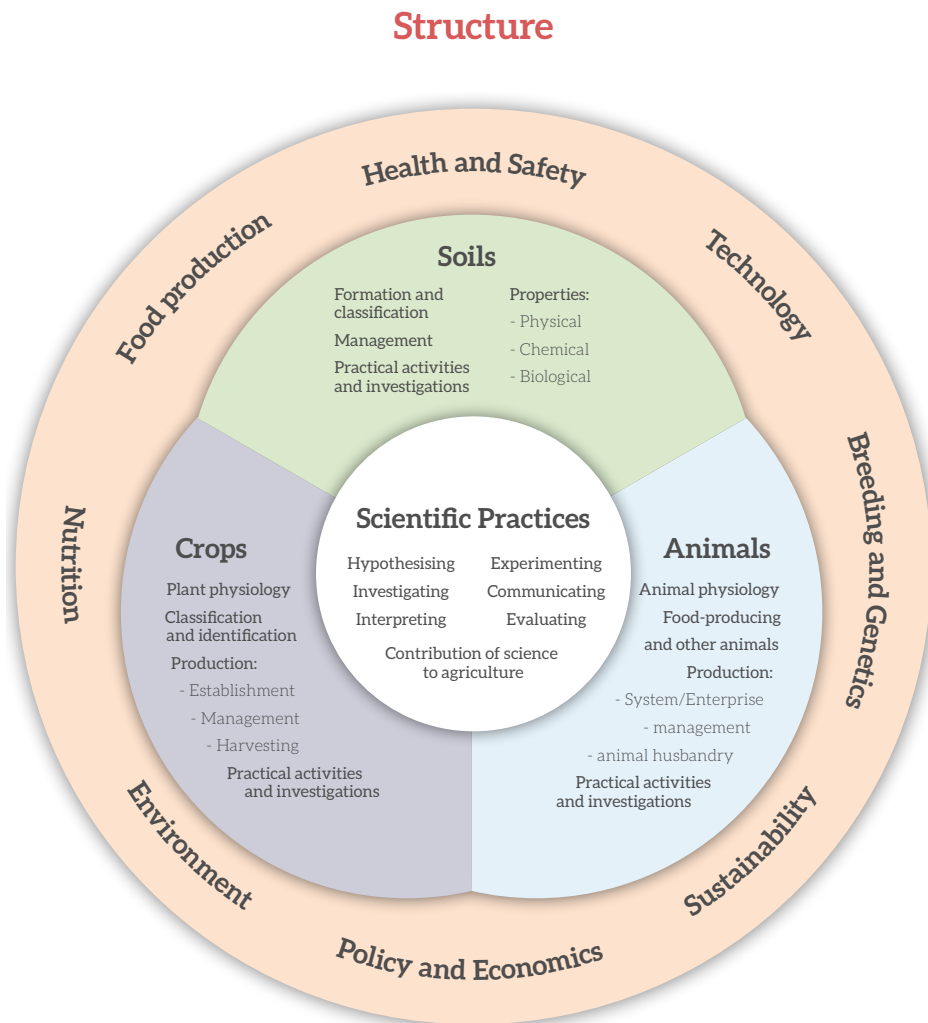 Structure
Health and Safety
Food production
Technology
Nutrition
Breeding and Genetics
Environment
Sustainability
Policy and Economics
Soils
Formation and
classification
Management
Practical activities
and investigations
Properties:
- Physical
- Chemical
- Biological
Scientific Practices
Hypothesising
Experimenting
Investigating
Communicating
Interpreting
Evaluating
Contribution of science
to agriculture
Crops
Plant physiology
Classification
and identification
Production:
- Establishment
- Management
- Harvesting
Practical activities
and investigations
Animals
Animal physiology
Food-producing
and other animals
Production:
- System/Enterprise
- management
- animal husbandry
Practical activities
and investigations